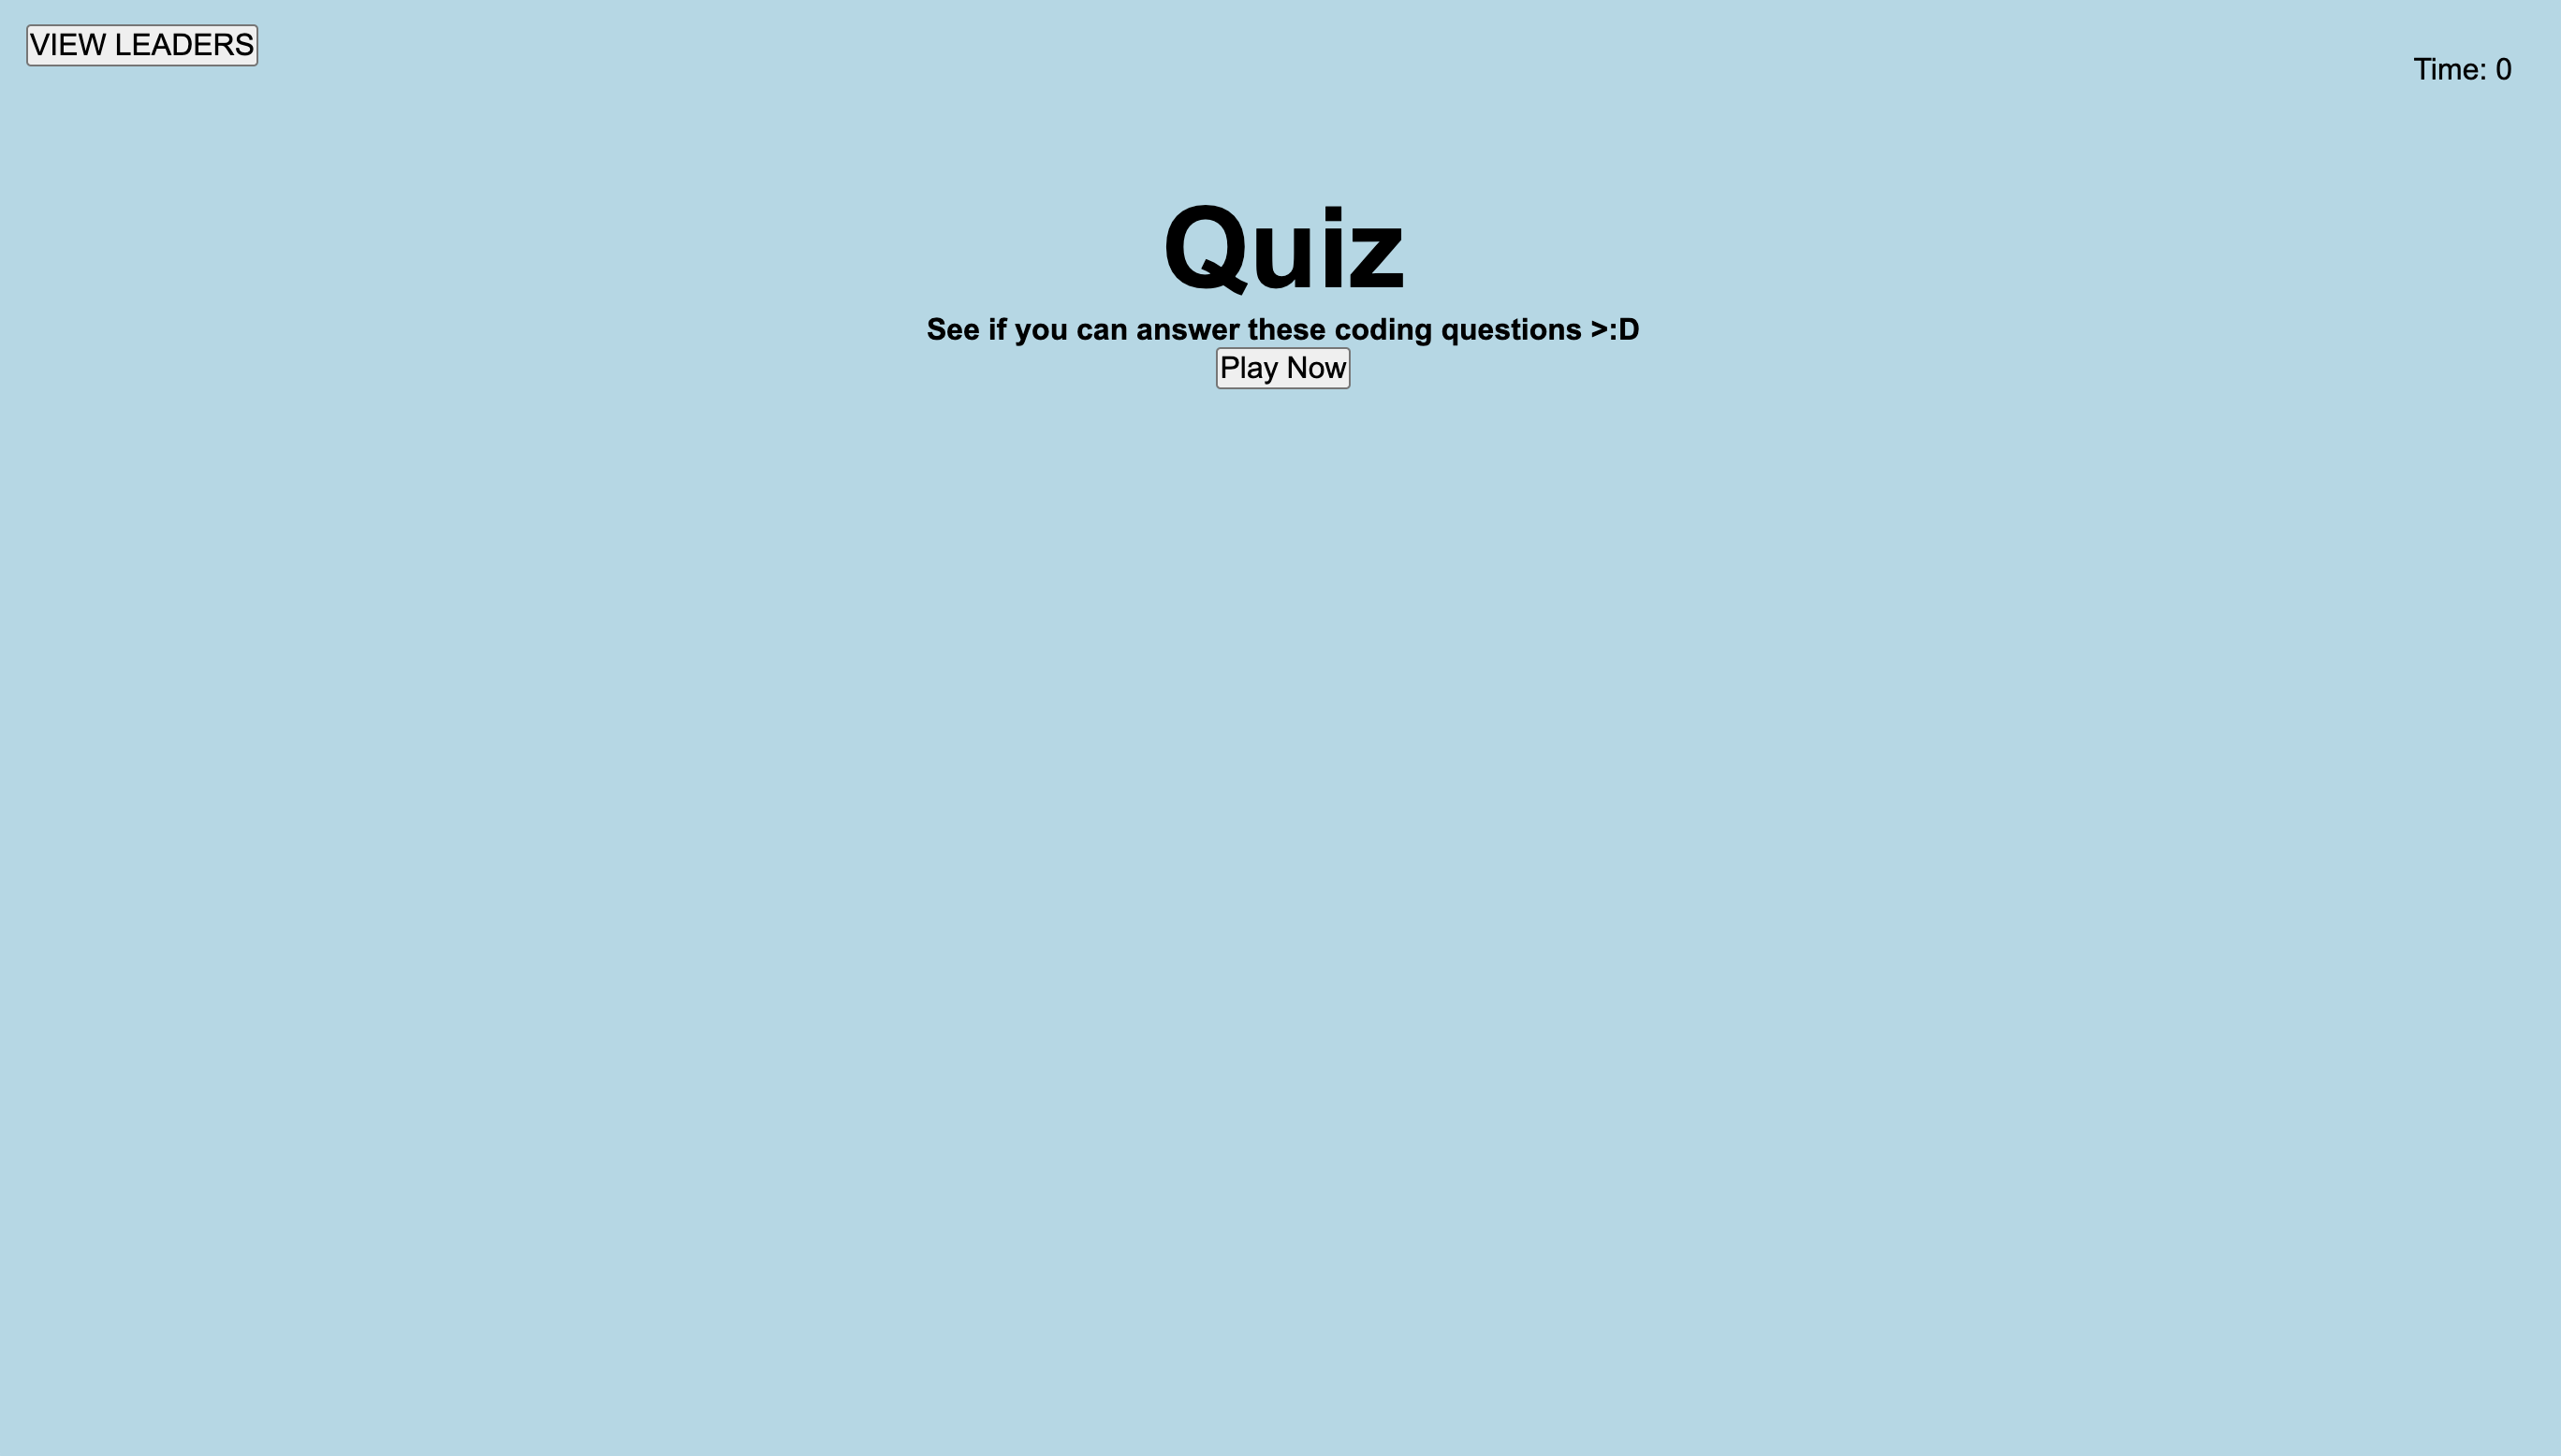 VIEW LEADERS
Time: 0
Quiz
See if you can answer these coding questions >:D
Play Now